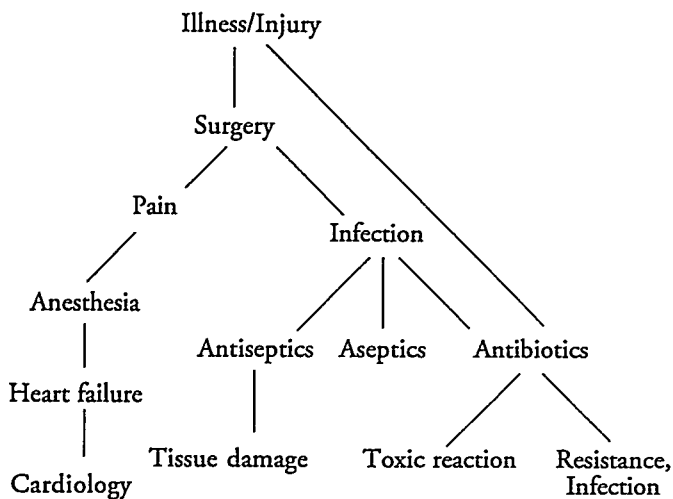 Illness/Injury
Surgery
Pain
Infection
Anesthesia
Antiseptics
Aseptics
Antibiotics
Heart failure
Tissue damage
Toxic reaction
Resistance,
Infection
Cardiology